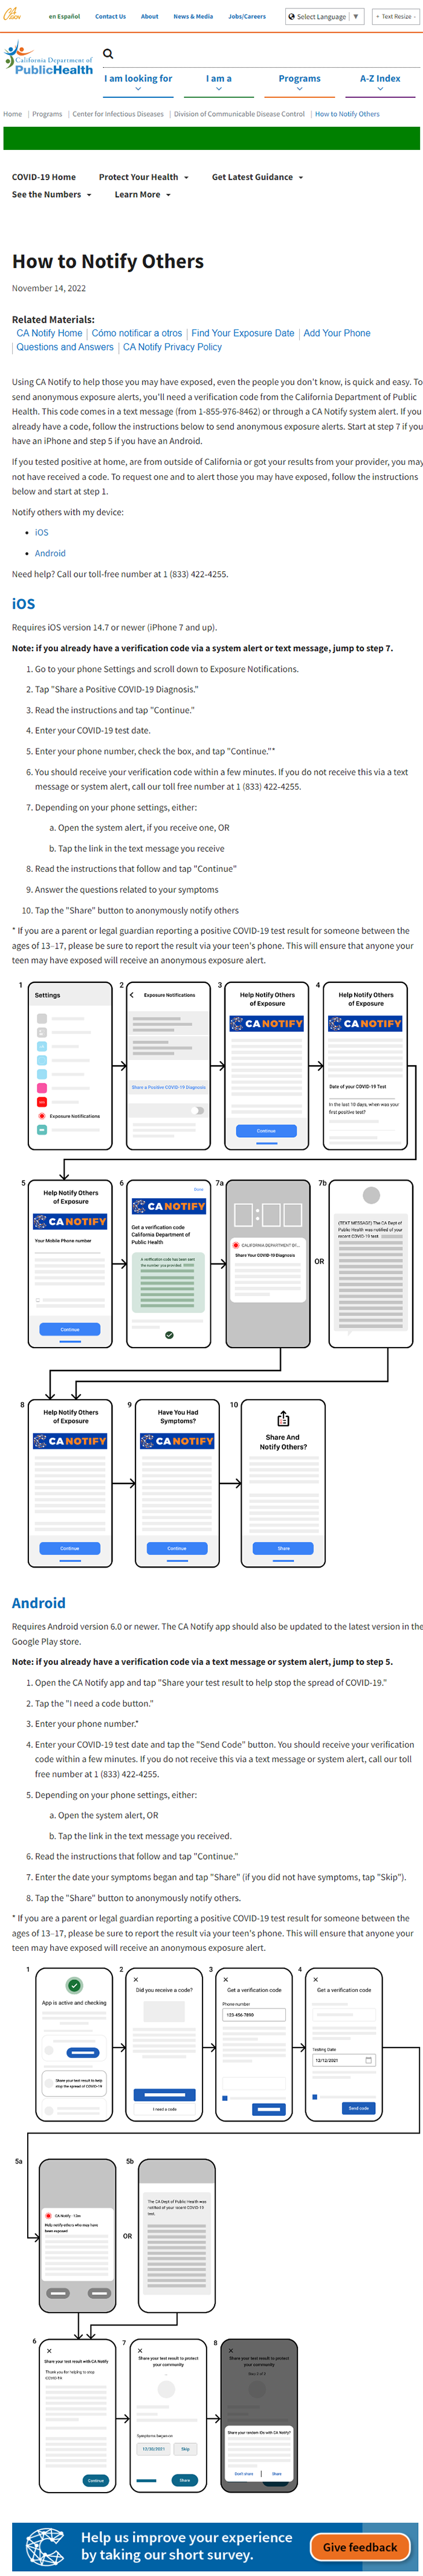 en Español Contact Us About News & Media Jobs/Careers Select Language ▼ + Text Resize -
California Department of
PublicHealth
I am looking for I am a Programs A-Z Index
Home | Programs | Center for Infectious Diseases | Division of Communicable Disease Control | How to Notify Others
COVID-19 Home Protect Your Health Get Latest Guidance
See the Numbers Learn More
How to Notify Others
November 14, 2022
Related Materials:
CA Notify Home | Cómo notificar a otros | Find Your Exposure Date | Add Your Phone
| Questions and Answers | CA Notify Privacy Policy
Using CA Notify to help those you may have exposed, even the people you don't know, is quick and easy. To
send anonymous exposure alerts, you'll need a verification code from the California Department of Public
Health. This code comes in a text message (from 1-855-976-8462) or through a CA Notify system alert. If you
already have a code, follow the instructions below to send anonymous exposure alerts. Start at step 7 if you
have an iPhone and step 5 if you have an Android.
If you tested positive at home, are from outside of California or got your results from your provider, you may
not have received a code. To request one and to alert those you may have exposed, follow the instructions
below and start at step 1.
Notify others with my device:
• iOS
• Android
Need help? Call our toll-free number at 1 (833) 422-4255.
iOS
Requires iOS version 14.7 or newer (iPhone 7 and up).
Note: if you already have a verification code via a system alert or text message, jump to step 7.
1. Go to your phone Settings and scroll down to Exposure Notifications.
2. Tap "Share a Positive COVID-19 Diagnosis."
3. Read the instructions and tap "Continue."
4. Enter your COVID-19 test date.
5. Enter your phone number, check the box, and tap "Continue."*
6. You should receive your verification code within a few minutes. If you do not receive this via a text
message or system alert, call our toll free number at 1 (833) 422-4255.
7. Depending on your phone settings, either:
a. Open the system alert, if you receive one, OR
b. Tap the link in the text message you receive
8. Read the instructions that follow and tap "Continue"
9. Answer the questions related to your symptoms
10. Tap the "Share" button to anonymously notify others
* If you are a parent or legal guardian reporting a positive COVID-19 test result for someone between the
ages of 13-17, please be sure to report the result via your teen's phone. This will ensure that anyone your
teen may have exposed will receive an anonymous exposure alert.
1 2 3 4
Settings
Exposure Notifications
Share a Positive COVID-19 Diagnosis
Exposure Notifications
Help Notify Others
of Exposure
CA NOTIFY
Continue
Help Notify Others
of Exposure
CA NOTIFY
Date of your COVID-19 Test
In the last 10 days, when was your
first positive test?
5 6 7a 7b
Help Notify Others
of Exposure
CA NOTIFY
Your Mobile Phone number
Continue
Done
CA NOTIFY
Get a verification code
California Department of
Public Health
A verification code has been sent
the number you provided
CALIFORNIA DEPARTMENT OF...
Share Your COVID-19 Diagnosis
OR
(TEXT MESSAGE) The CA Dept of
Public Health was notified of your
recent COVID-19 test
8 9 10
Help Notify Others
of Exposure
CA NOTIFY
Continue
Have You Had
Symptoms?
CA NOTIFY
Continue
Share And
Notify Others?
Share
Android
Requires Android version 6.0 or newer. The CA Notify app should also be updated to the latest version in the
Google Play store.
Note: if you already have a verification code via a text message or system alert, jump to step 5.
1. Open the CA Notify app and tap "Share your test result to help stop the spread of COVID-19."
2. Tap the "I need a code button."
3. Enter your phone number.*
4. Enter your COVID-19 test date and tap the "Send Code" button. You should receive your verification
code within a few minutes. If you do not receive this via a text message or system alert, call our toll
free number at 1 (833) 422-4255.
5. Depending on your phone settings, either:
a. Open the system alert, OR
b. Tap the link in the text message you received.
6. Read the instructions that follow and tap "Continue."
7. Enter the date your symptoms began and tap "Share" (if you did not have symptoms, tap "Skip").
8. Tap the "Share" button to anonymously notify others.
* If you are a parent or legal guardian reporting a positive COVID-19 test result for someone between the
ages of 13-17, please be sure to report the result via your teen's phone. This will ensure that anyone your
teen may have exposed will receive an anonymous exposure alert.
1 2 3 4
App is active and checking
Share your test result to help
stop the spread of COVID-19
Did you receive a code?
I need a code
Get a verification code
Phone number
123-456-7890
Get a verification code
Testing Date
12/12/2021
Send code
5a 5b
CA Notify
Help notify others who may have
been exposed
OR
The CA Dept of Public Health was
notified of your recent COVID-19
test.
6 7 8
Share your test result with CA Notify
Thank you for helping to stop
COVID-19
Continue
Share your test result to protect
your community
Symptoms began on
12/20/2021 Skip
Share
Share your test result to protect
your community
Share your random IDs with CA Notify?
Don't share Share
Help us improve your experience
by taking our short survey.
Give feedback